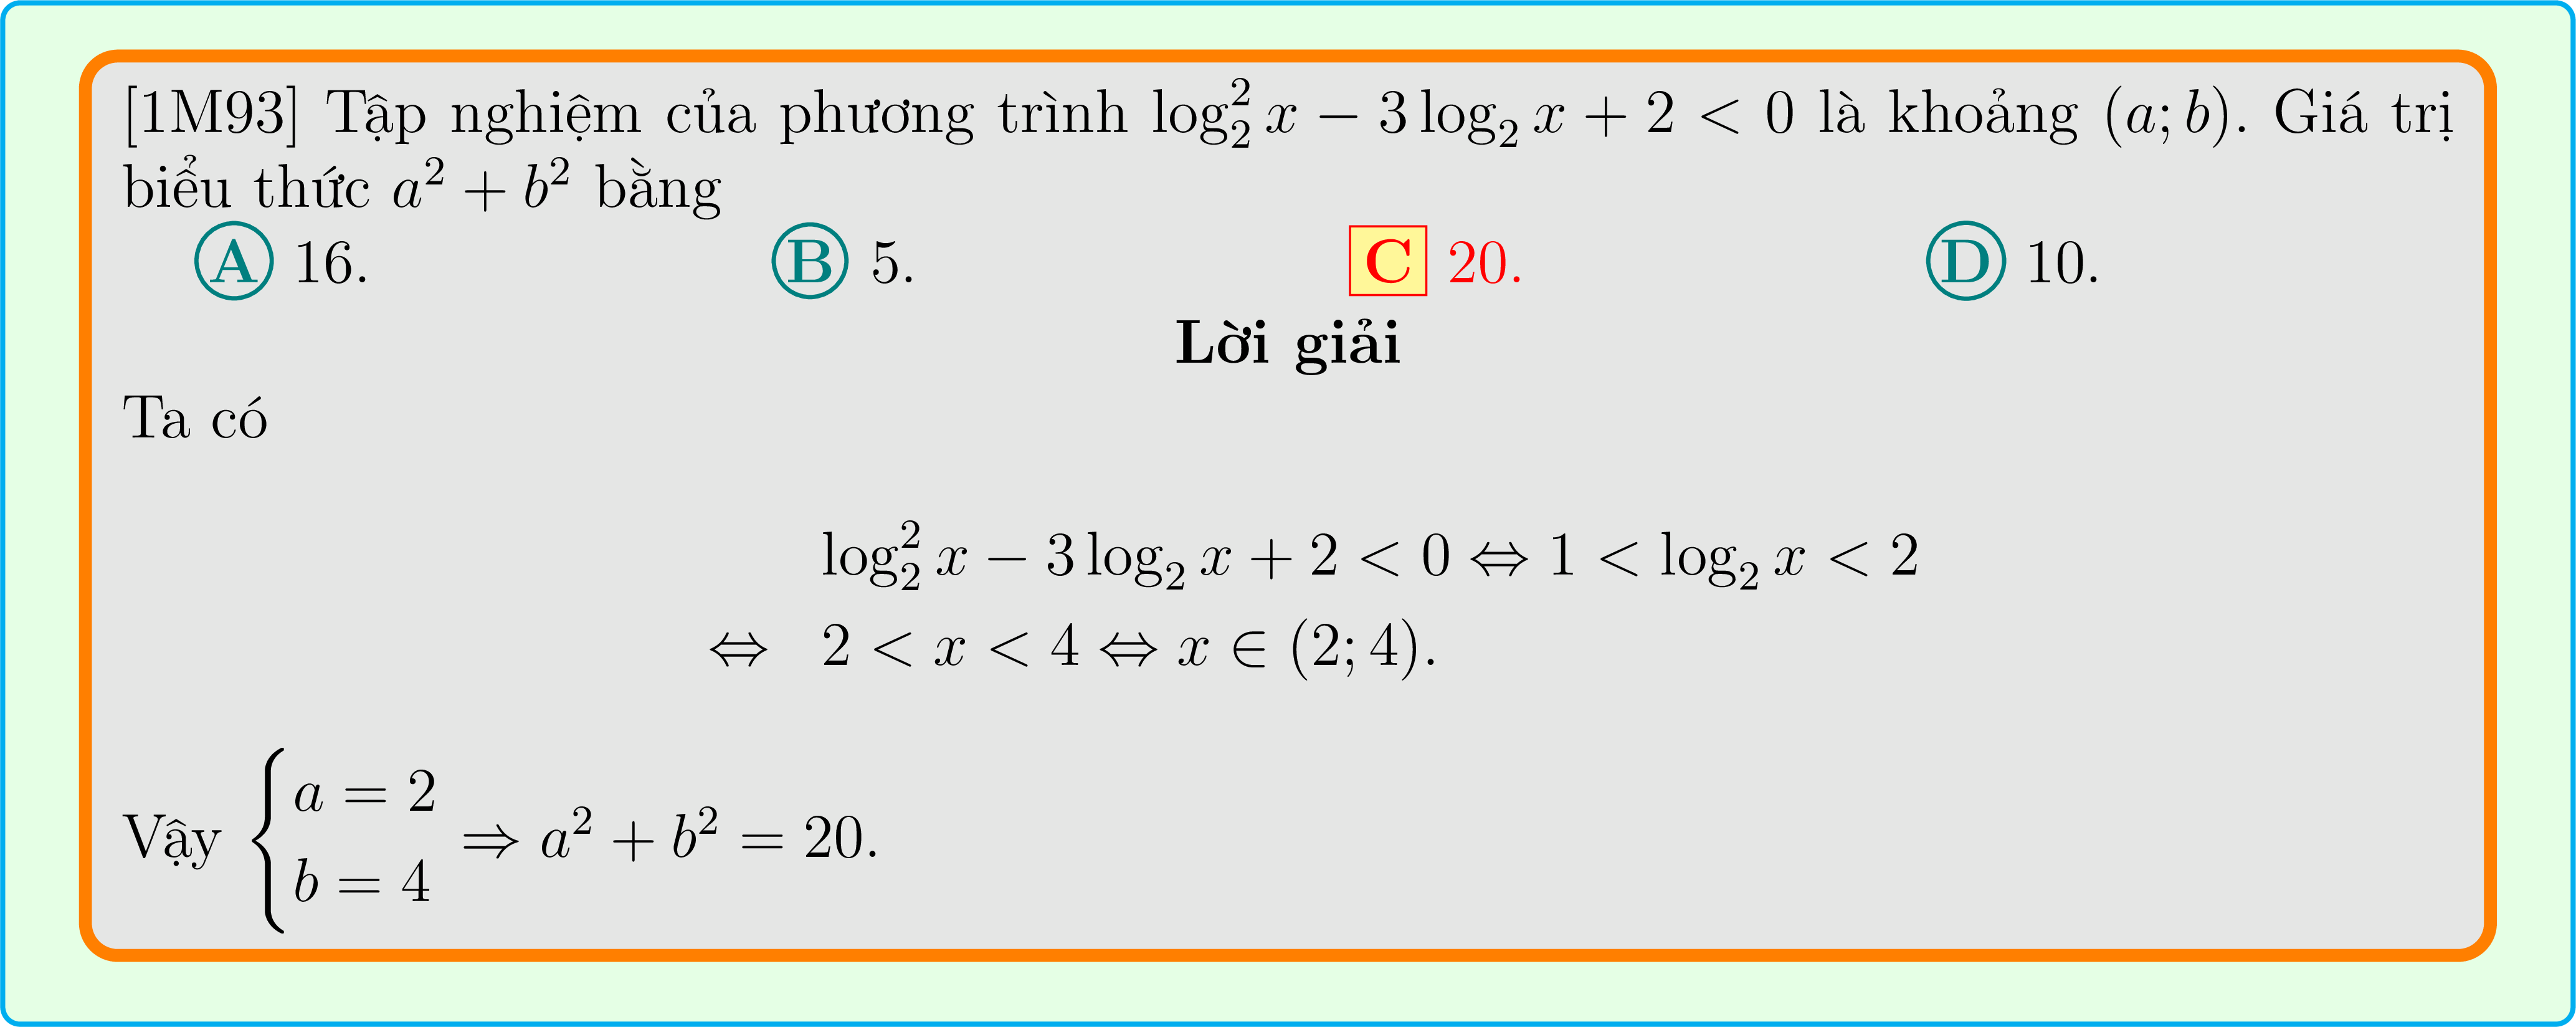 [1M93] Tập nghiệm của phương trình $\log_2^2 x - 3\log_2 x + 2 < 0$ là khoảng $(a; b)$. Giá trị
biểu thức $a^2 + b^2$ bằng
A 16. B 5. C 20. D 10.
Lời giải
Ta có
$\log_2^2 x - 3\log_2 x + 2 < 0 \Leftrightarrow 1 < \log_2 x < 2$
$\Leftrightarrow 2 < x < 4 \Leftrightarrow x \in (2; 4).$
Vậy $\begin{cases} a = 2 \\ b = 4 \end{cases} \Rightarrow a^2 + b^2 = 20.$